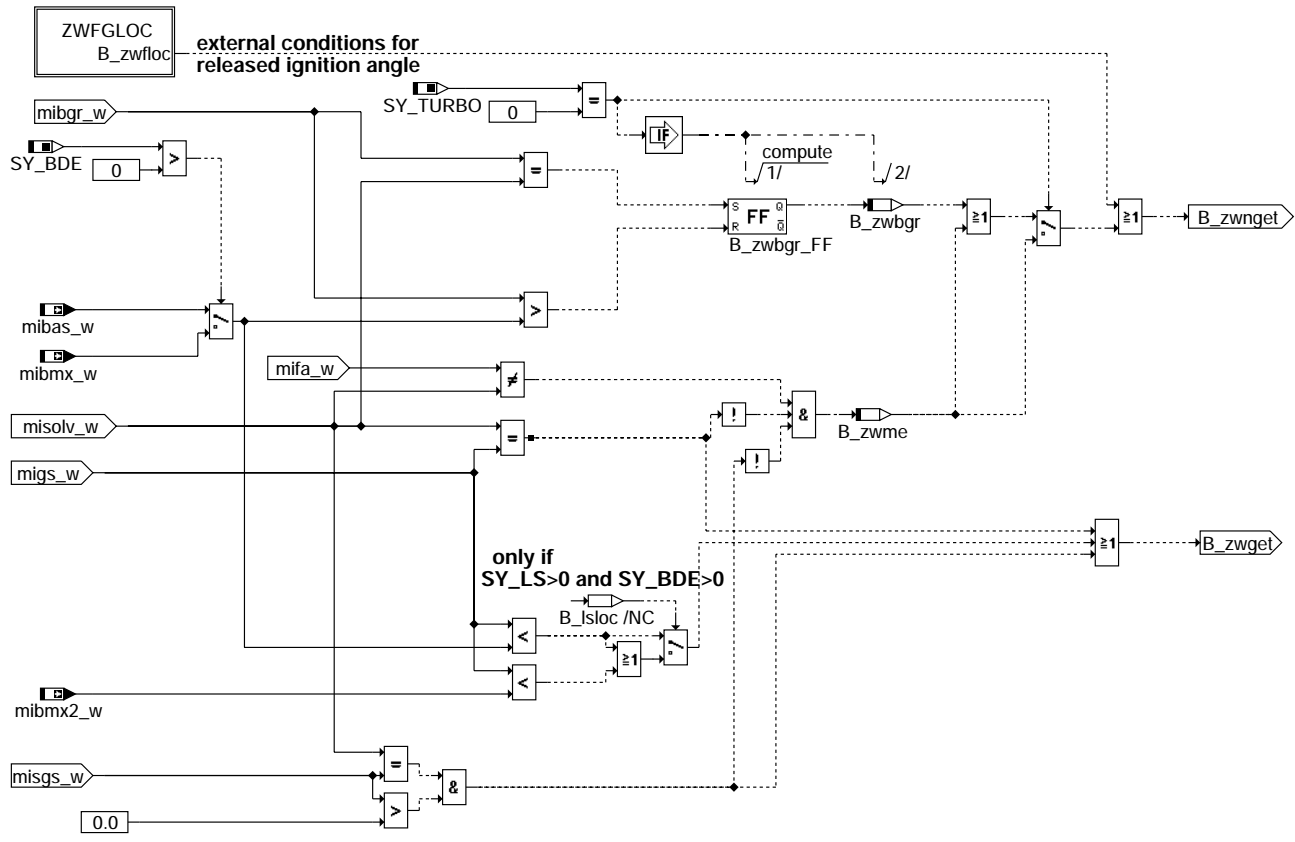 ZWFGLOC
B_zwfloc
external conditions for
released ignition angle
SY_TURBO
0
=
mibgr_w
IF
SY_BDE
0
>
compute
1/
2/
=
S Q
FF
R Q
B_zwbgr_FF
B_zwbgr
≥1
≥1
B_zwnget
mibas_w
>
mibmx_w
mifa_w
≠
misolv_w
=
!
&
B_zwme
migs_w
!
only if
SY_LS>0 and SY_BDE>0
≥1
B_zwget
B_lsloc /NC
<
≥1
<
mibmx2_w
=
misgs_w
&
>
0.0